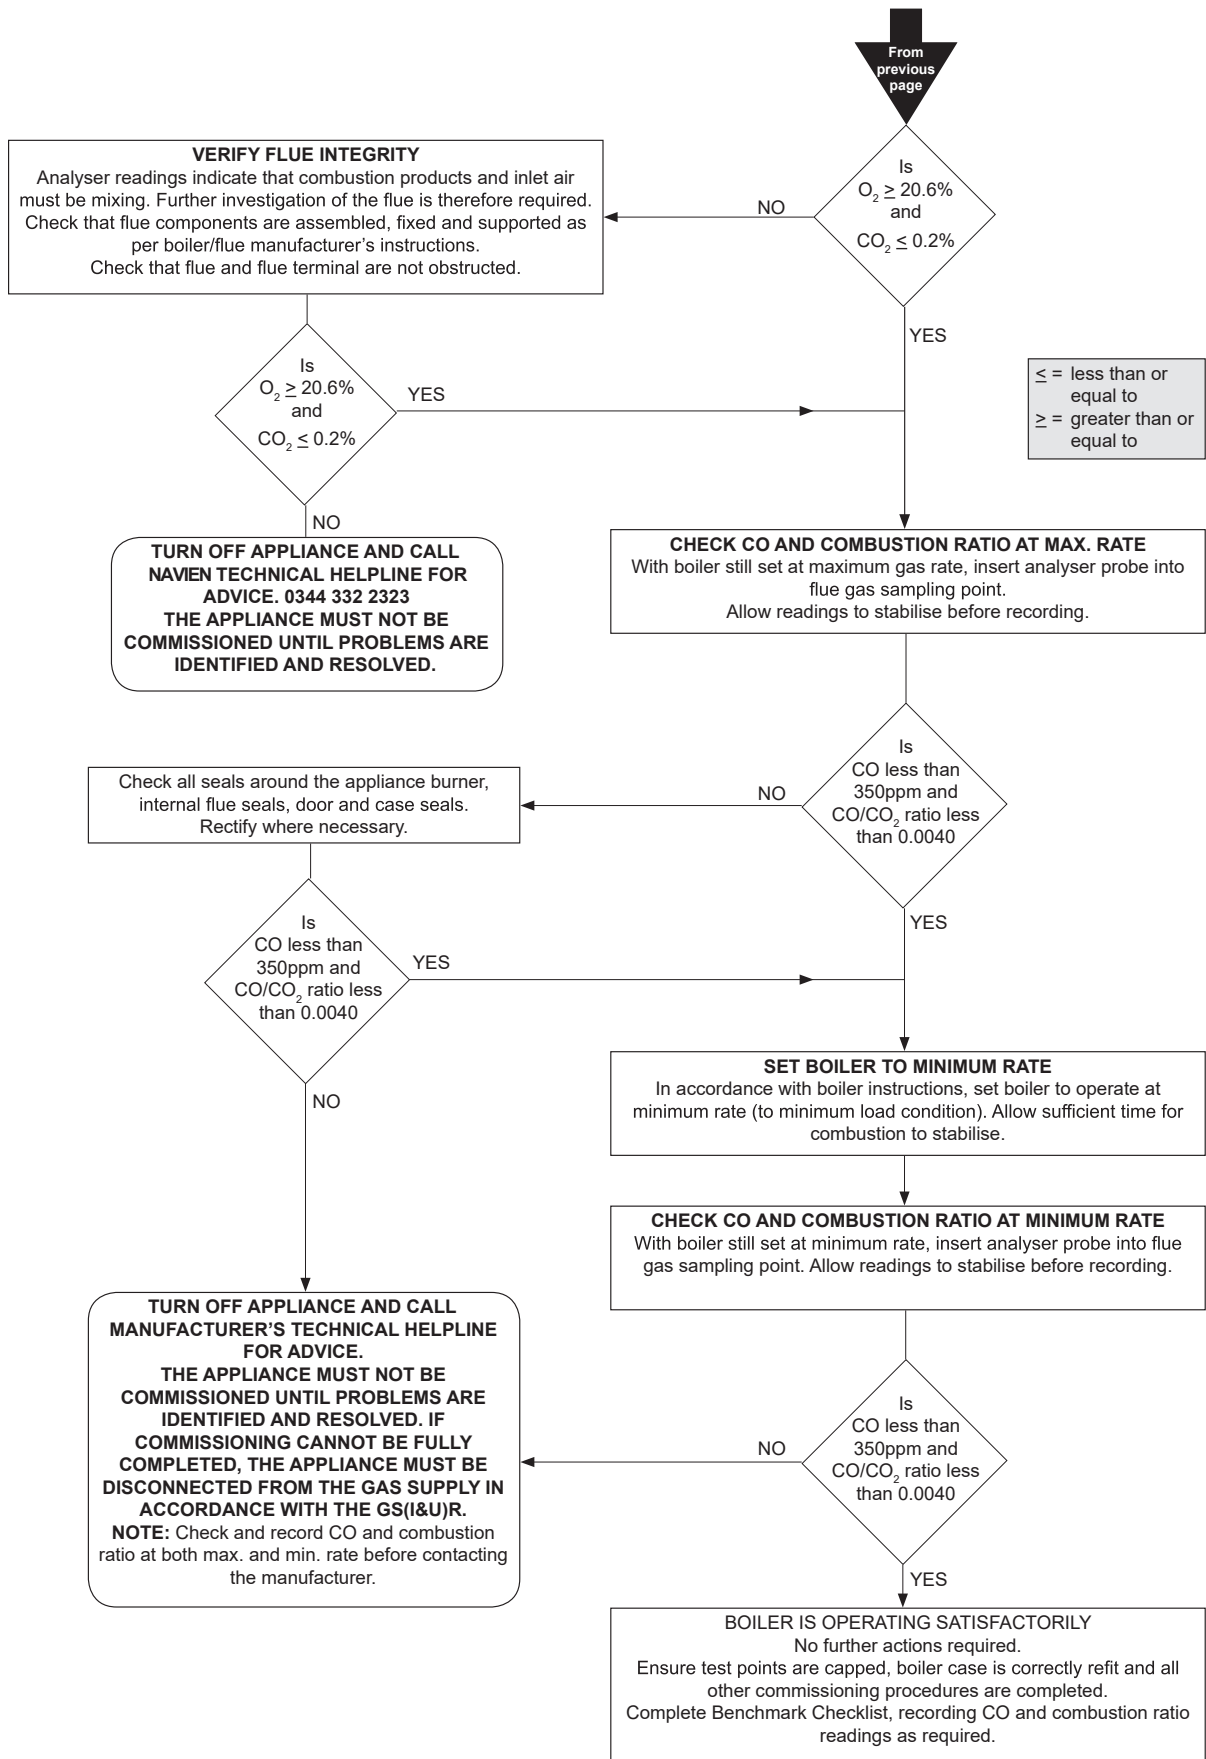 From
previous
page
Is
O2 ≥ 20.6%
and
CO2 ≤ 0.2%
NO
YES
VERIFY FLUE INTEGRITY
Analyser readings indicate that combustion products and inlet air
must be mixing. Further investigation of the flue is therefore required.
Check that flue components are assembled, fixed and supported as
per boiler/flue manufacturer’s instructions.
Check that flue and flue terminal are not obstructed.
Is
O2 ≥ 20.6%
and
CO2 ≤ 0.2%
YES
NO
≤ = less than or
equal to
≥ = greater than or
equal to
TURN OFF APPLIANCE AND CALL
NAVIEN TECHNICAL HELPLINE FOR
ADVICE. 0344 332 2323
THE APPLIANCE MUST NOT BE
COMMISSIONED UNTIL PROBLEMS ARE
IDENTIFIED AND RESOLVED.
CHECK CO AND COMBUSTION RATIO AT MAX. RATE
With boiler still set at maximum gas rate, insert analyser probe into
flue gas sampling point.
Allow readings to stabilise before recording.
Is
CO less than
350ppm and
CO/CO2 ratio less
than 0.0040
NO
YES
Check all seals around the appliance burner,
internal flue seals, door and case seals.
Rectify where necessary.
Is
CO less than
350ppm and
CO/CO2 ratio less
than 0.0040
YES
NO
SET BOILER TO MINIMUM RATE
In accordance with boiler instructions, set boiler to operate at
minimum rate (to minimum load condition). Allow sufficient time for
combustion to stabilise.
CHECK CO AND COMBUSTION RATIO AT MINIMUM RATE
With boiler still set at minimum rate, insert analyser probe into flue
gas sampling point. Allow readings to stabilise before recording.
TURN OFF APPLIANCE AND CALL
MANUFACTURER’S TECHNICAL HELPLINE
FOR ADVICE.
THE APPLIANCE MUST NOT BE
COMMISSIONED UNTIL PROBLEMS ARE
IDENTIFIED AND RESOLVED. IF
COMMISSIONING CANNOT BE FULLY
COMPLETED, THE APPLIANCE MUST BE
DISCONNECTED FROM THE GAS SUPPLY IN
ACCORDANCE WITH THE GS(I&U)R.
NOTE: Check and record CO and combustion
ratio at both max. and min. rate before contacting
the manufacturer.
Is
CO less than
350ppm and
CO/CO2 ratio less
than 0.0040
NO
YES
BOILER IS OPERATING SATISFACTORILY
No further actions required.
Ensure test points are capped, boiler case is correctly refit and all
other commissioning procedures are completed.
Complete Benchmark Checklist, recording CO and combustion ratio
readings as required.